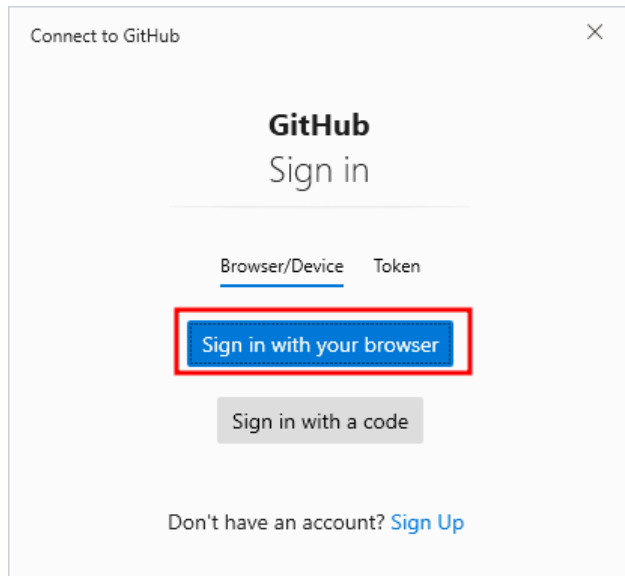 Connect to GitHub
GitHub
Sign in
Browser/Device Token
Sign in with your browser
Sign in with a code
Don't have an account? Sign Up